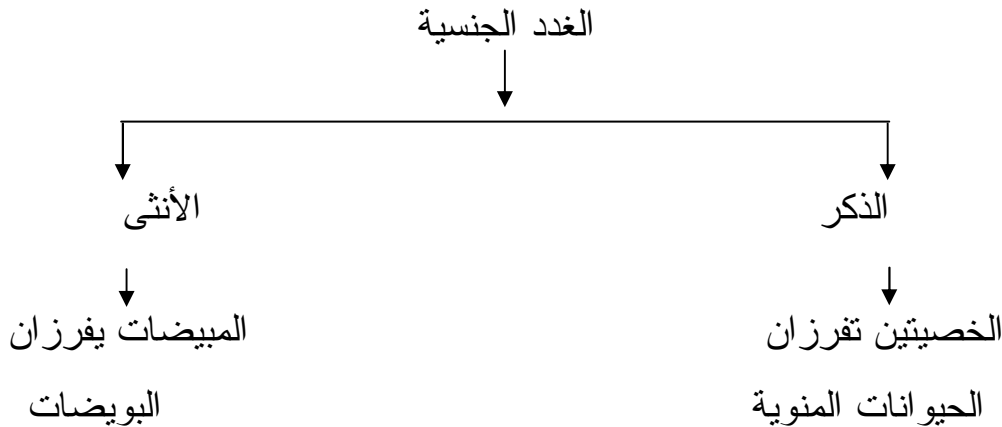 الغدد الجنسية
الذكر
الأنثى
الخصيتين تفرزان
الحيوانات المنوية
المبيضات يفرزان
البويضات